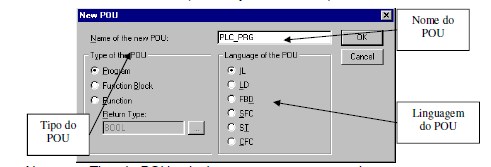 New POU
Name of the new POU:
PLC_PRG
OK
Cancel
Type of the POU
Program
Function Block
Function
Return Type:
BOOL
...
Language of the POU
IL
LD
FBD
SFC
ST
CFC
Nome do
POU
Tipo do
POU
Linguagem
do POU